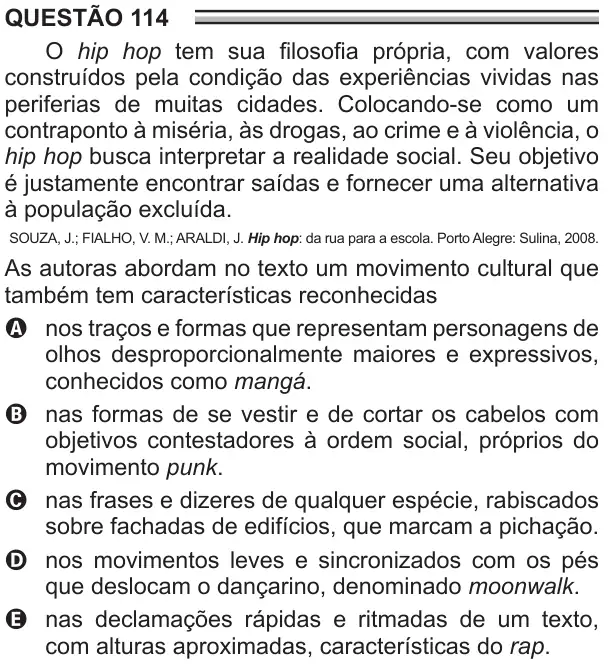 QUESTÃO 114
O hip hop tem sua filosofia própria, com valores
construídos pela condição das experiências vividas nas
periferias de muitas cidades. Colocando-se como um
contraponto à miséria, às drogas, ao crime e à violência, o
hip hop busca interpretar a realidade social. Seu objetivo
é justamente encontrar saídas e fornecer uma alternativa
à população excluída.
SOUZA, J.; FIALHO, V. M.; ARALDI, J. Hip hop: da rua para a escola. Porto Alegre: Sulina, 2008.
As autoras abordam no texto um movimento cultural que
também tem características reconhecidas
A nos traços e formas que representam personagens de
olhos desproporcionalmente maiores e expressivos,
conhecidos como mangá.
B nas formas de se vestir e de cortar os cabelos com
objetivos contestadores à ordem social, próprios do
movimento punk.
C nas frases e dizeres de qualquer espécie, rabiscados
sobre fachadas de edifícios, que marcam a pichação.
D nos movimentos leves e sincronizados com os pés
que deslocam o dançarino, denominado moonwalk.
E nas declamações rápidas e ritmadas de um texto,
com alturas aproximadas, características do rap.